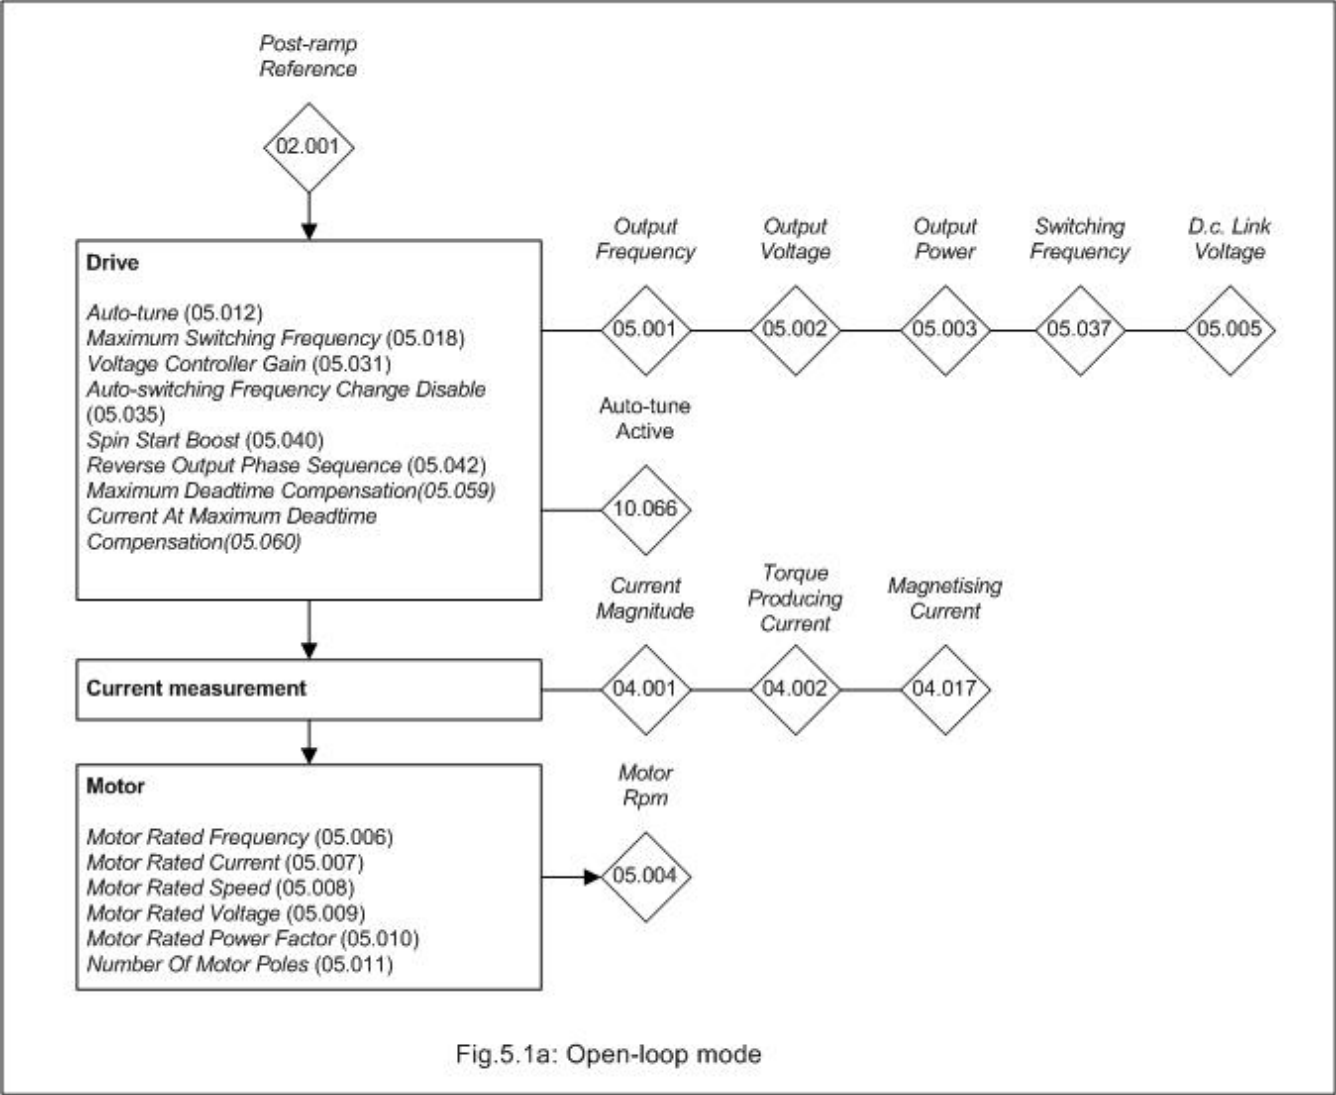 Post-ramp
Reference
02.001
Drive
Auto-tune (05.012)
Maximum Switching Frequency (05.018)
Voltage Controller Gain (05.031)
Auto-switching Frequency Change Disable
(05.035)
Spin Start Boost (05.040)
Reverse Output Phase Sequence (05.042)
Maximum Deadtime Compensation(05.059)
Current At Maximum Deadtime
Compensation(05.060)
Output
Frequency
05.001
Output
Voltage
05.002
Output
Power
05.003
Switching
Frequency
05.037
D.c. Link
Voltage
05.005
Auto-tune
Active
10.066
Current measurement
Current
Magnitude
04.001
Torque
Producing
Current
04.002
Magnetising
Current
04.017
Motor
Motor Rated Frequency (05.006)
Motor Rated Current (05.007)
Motor Rated Speed (05.008)
Motor Rated Voltage (05.009)
Motor Rated Power Factor (05.010)
Number Of Motor Poles (05.011)
Motor
Rpm
05.004
Fig.5.1a: Open-loop mode